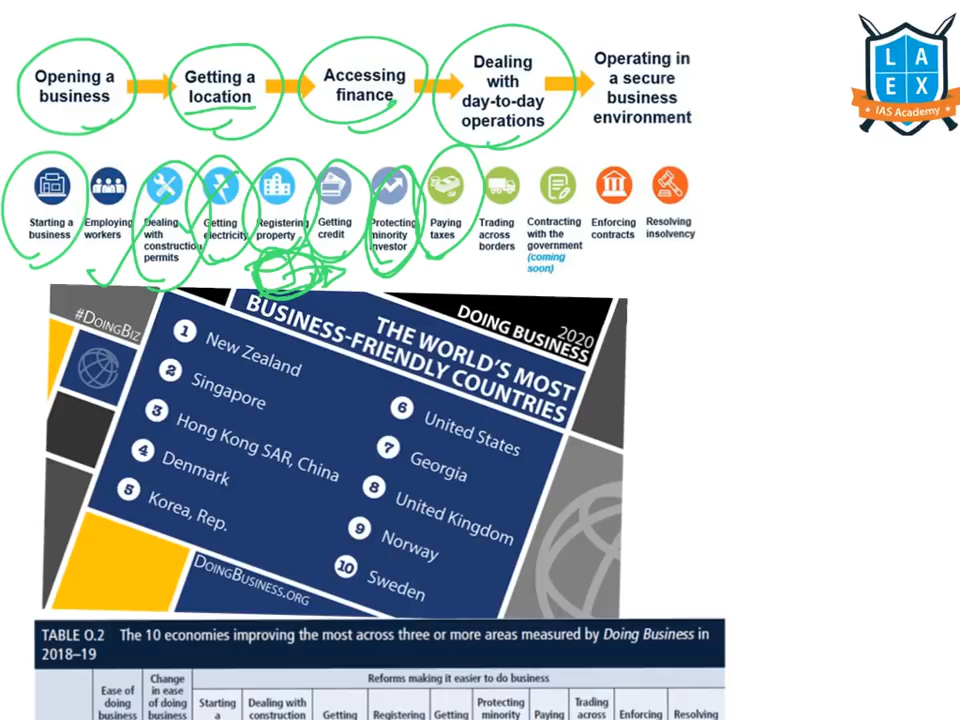 Opening a
business
Getting a
location
Accessing
finance
Dealing
with
day-to-day
operations
Operating in
a secure
business
environment
L A
E X
IAS Academy
Starting a
business
Employing
workers
Dealing
with
construction
permits
Getting
electricity
Registering
property
Getting
credit
Protecting
minority
investor
Paying
taxes
Trading
across
borders
Contracting
with the
government
(coming
soon)
Enforcing
contracts
Resolving
insolvency
#DOINGBIZ
DOING BUSINESS
2020
THE WORLD'S MOST
BUSINESS-FRIENDLY COUNTRIES
1 New Zealand
2 Singapore
3 Hong Kong SAR, China
4 Denmark
5 Korea, Rep.
6 United States
7 Georgia
8 United Kingdom
9 Norway
10 Sweden
DOINGBUSINESS.ORG
TABLE O.2 The 10 economies improving the most across three or more areas measured by Doing Business in
2018–19
Reforms making it easier to do business
Ease of
doing
business
Change
in ease
of doing
business
Starting
a
Dealing with
construction
Getting
Registering
Getting
Protecting
minority
Paying
Trading
across
Enforcing
Resolving